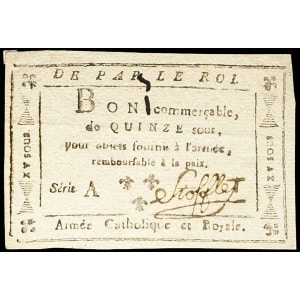 DE PAR LE ROI.
BON commerçable,
de QUINZE sous,
pour objets fournis à l'armée,
remboursable à la paix.
Série A
Stofflet
Armée Catholique et Royale.
XV SOUS
XV SOUS